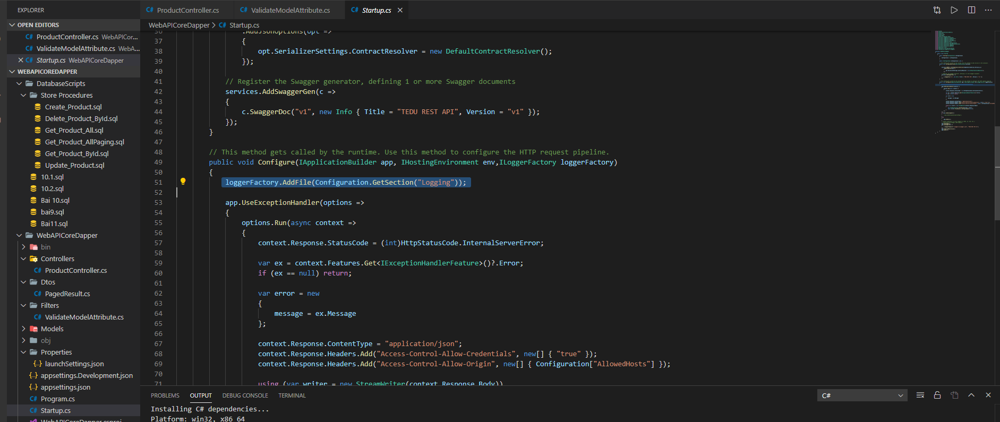 EXPLORER
OPEN EDITORS
C# ProductController.cs WebAPICor...
C# ValidateModelAttribute.cs WebA...
C# Startup.cs WebAPICoreDapper
WEBAPICOREDAPPER
DatabaseScripts
Store Procedures
Create_Product.sql
Delete_Product_ById.sql
Get_Product_All.sql
Get_Product_AllPaging.sql
Get_Product_ById.sql
Update_Product.sql
10.1.sql
10.2.sql
Bai 10.sql
bai9.sql
Bai11.sql
WebAPICoreDapper
bin
Controllers
C# ProductController.cs
Dtos
C# PagedResult.cs
Filters
C# ValidateModelAttribute.cs
Models
obj
Properties
{..} launchSettings.json
{..} appsettings.Development.json
{..} appsettings.json
C# Program.cs
C# Startup.cs
WebAPICoreDapper.csproj
C# ProductController.cs C# ValidateModelAttribute.cs C# Startup.cs
WebAPICoreDapper > C# Startup.cs
36 .AddJsonOptions(opt =>
37 {
38 opt.SerializerSettings.ContractResolver = new DefaultContractResolver();
39 });
40
41 // Register the Swagger generator, defining 1 or more Swagger documents
42 services.AddSwaggerGen(c =>
43 {
44 c.SwaggerDoc("v1", new Info { Title = "TEDU REST API", Version = "v1" });
45 });
46 }
47
48 // This method gets called by the runtime. Use this method to configure the HTTP request pipeline.
49 public void Configure(IApplicationBuilder app, IHostingEnvironment env,ILoggerFactory loggerFactory)
50 {
51 loggerFactory.AddFile(Configuration.GetSection("Logging"));
52
53 app.UseExceptionHandler(options =>
54 {
55 options.Run(async context =>
56 {
57 context.Response.StatusCode = (int)HttpStatusCode.InternalServerError;
58
59 var ex = context.Features.Get<IExceptionHandlerFeature>()?.Error;
60 if (ex == null) return;
61
62 var error = new
63 {
64 message = ex.Message
65 };
66
67 context.Response.ContentType = "application/json";
68 context.Response.Headers.Add("Access-Control-Allow-Credentials", new[] { "true" });
69 context.Response.Headers.Add("Access-Control-Allow-Origin", new[] { Configuration["AllowedHosts"] });
70
71 using (var writer = new StreamWriter(context.Response.Body))
PROBLEMS OUTPUT DEBUG CONSOLE TERMINAL
C#
Installing C# dependencies...
Platform: win32, x86_64